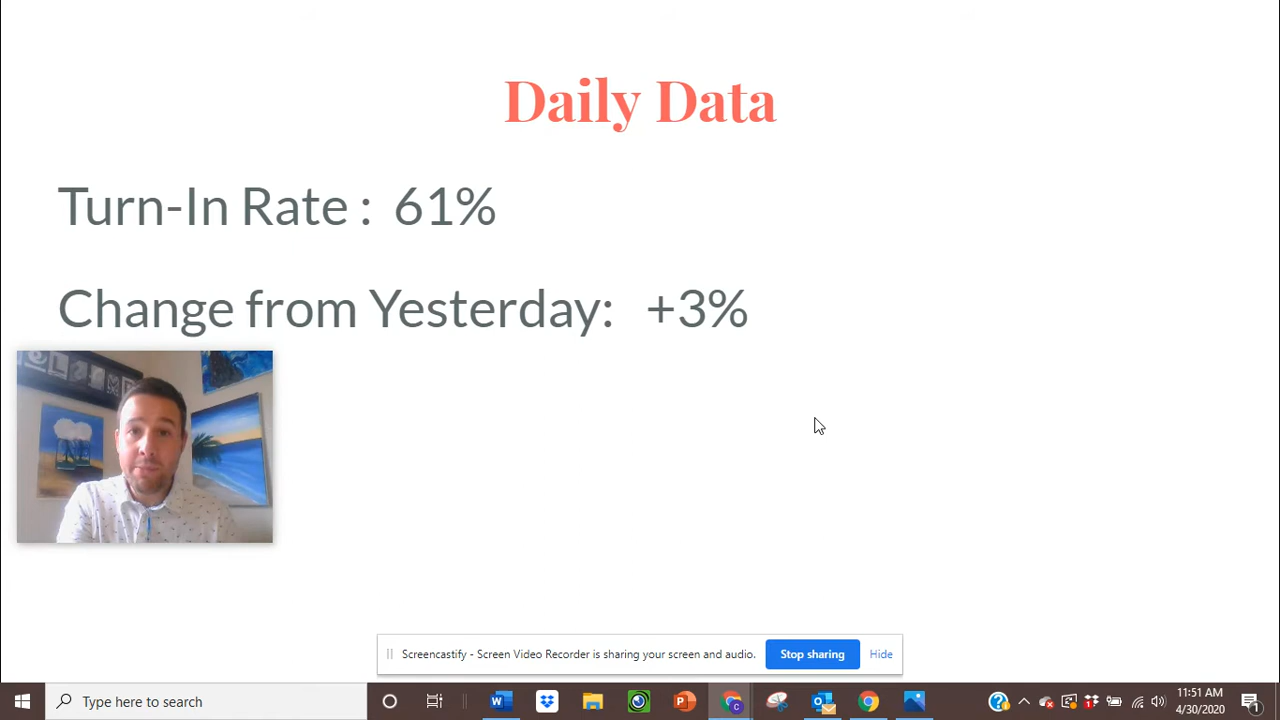 Daily Data
Turn-In Rate : 61%
Change from Yesterday: +3%
Screencastify - Screen Video Recorder is sharing your screen and audio.
Stop sharing
Hide
Type here to search
11:51 AM
4/30/2020